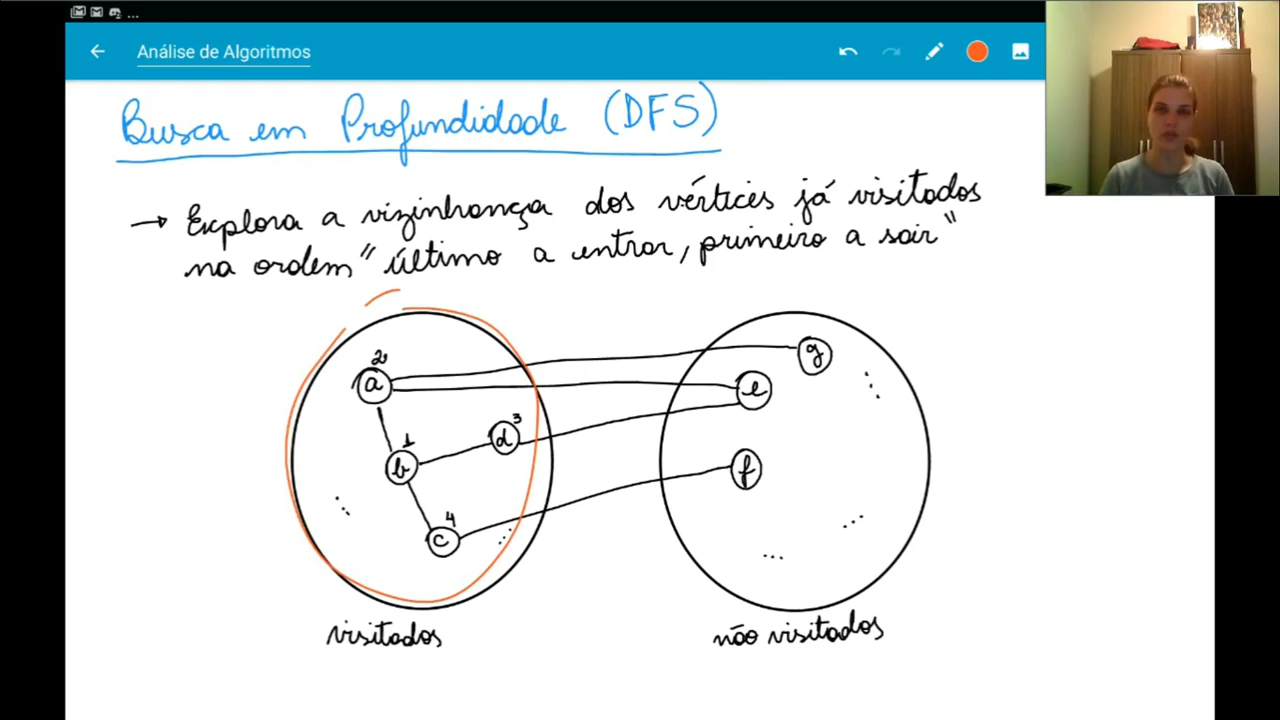 ...
Análise de Algoritmos
Busca em Profundidade (DFS)
→ Explora a vizinhança dos vértices já visitados
na ordem "último a entrar, primeiro a sair"
2
a
g
e
3
d
1
b
f
4
c
visitados
não visitados